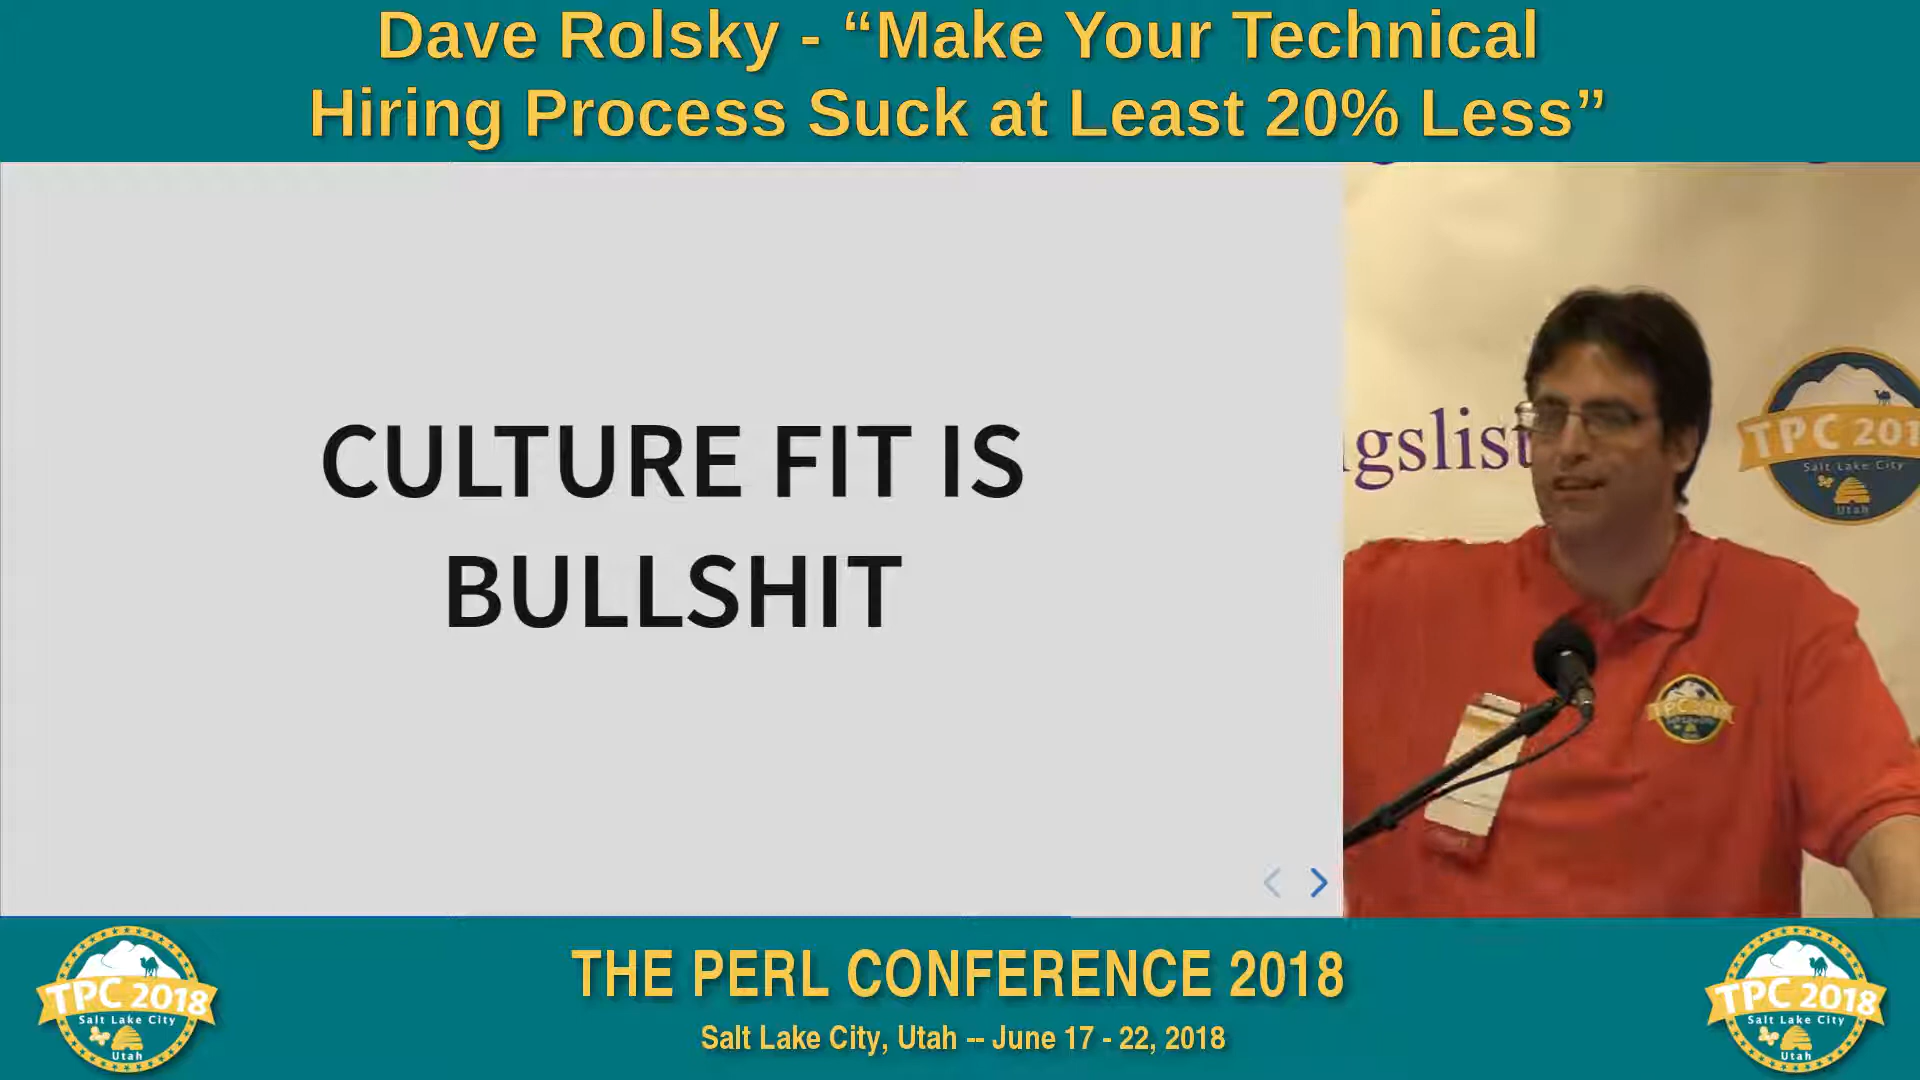 Dave Rolsky - “Make Your Technical
Hiring Process Suck at Least 20% Less”
CULTURE FIT IS
BULLSHIT
gslist
TPC 201
Salt Lake City
Utah
TPC 2018
THE PERL CONFERENCE 2018
Salt Lake City, Utah -- June 17 - 22, 2018
TPC 2018
Salt Lake City
Utah
TPC 2018
Salt Lake City
Utah